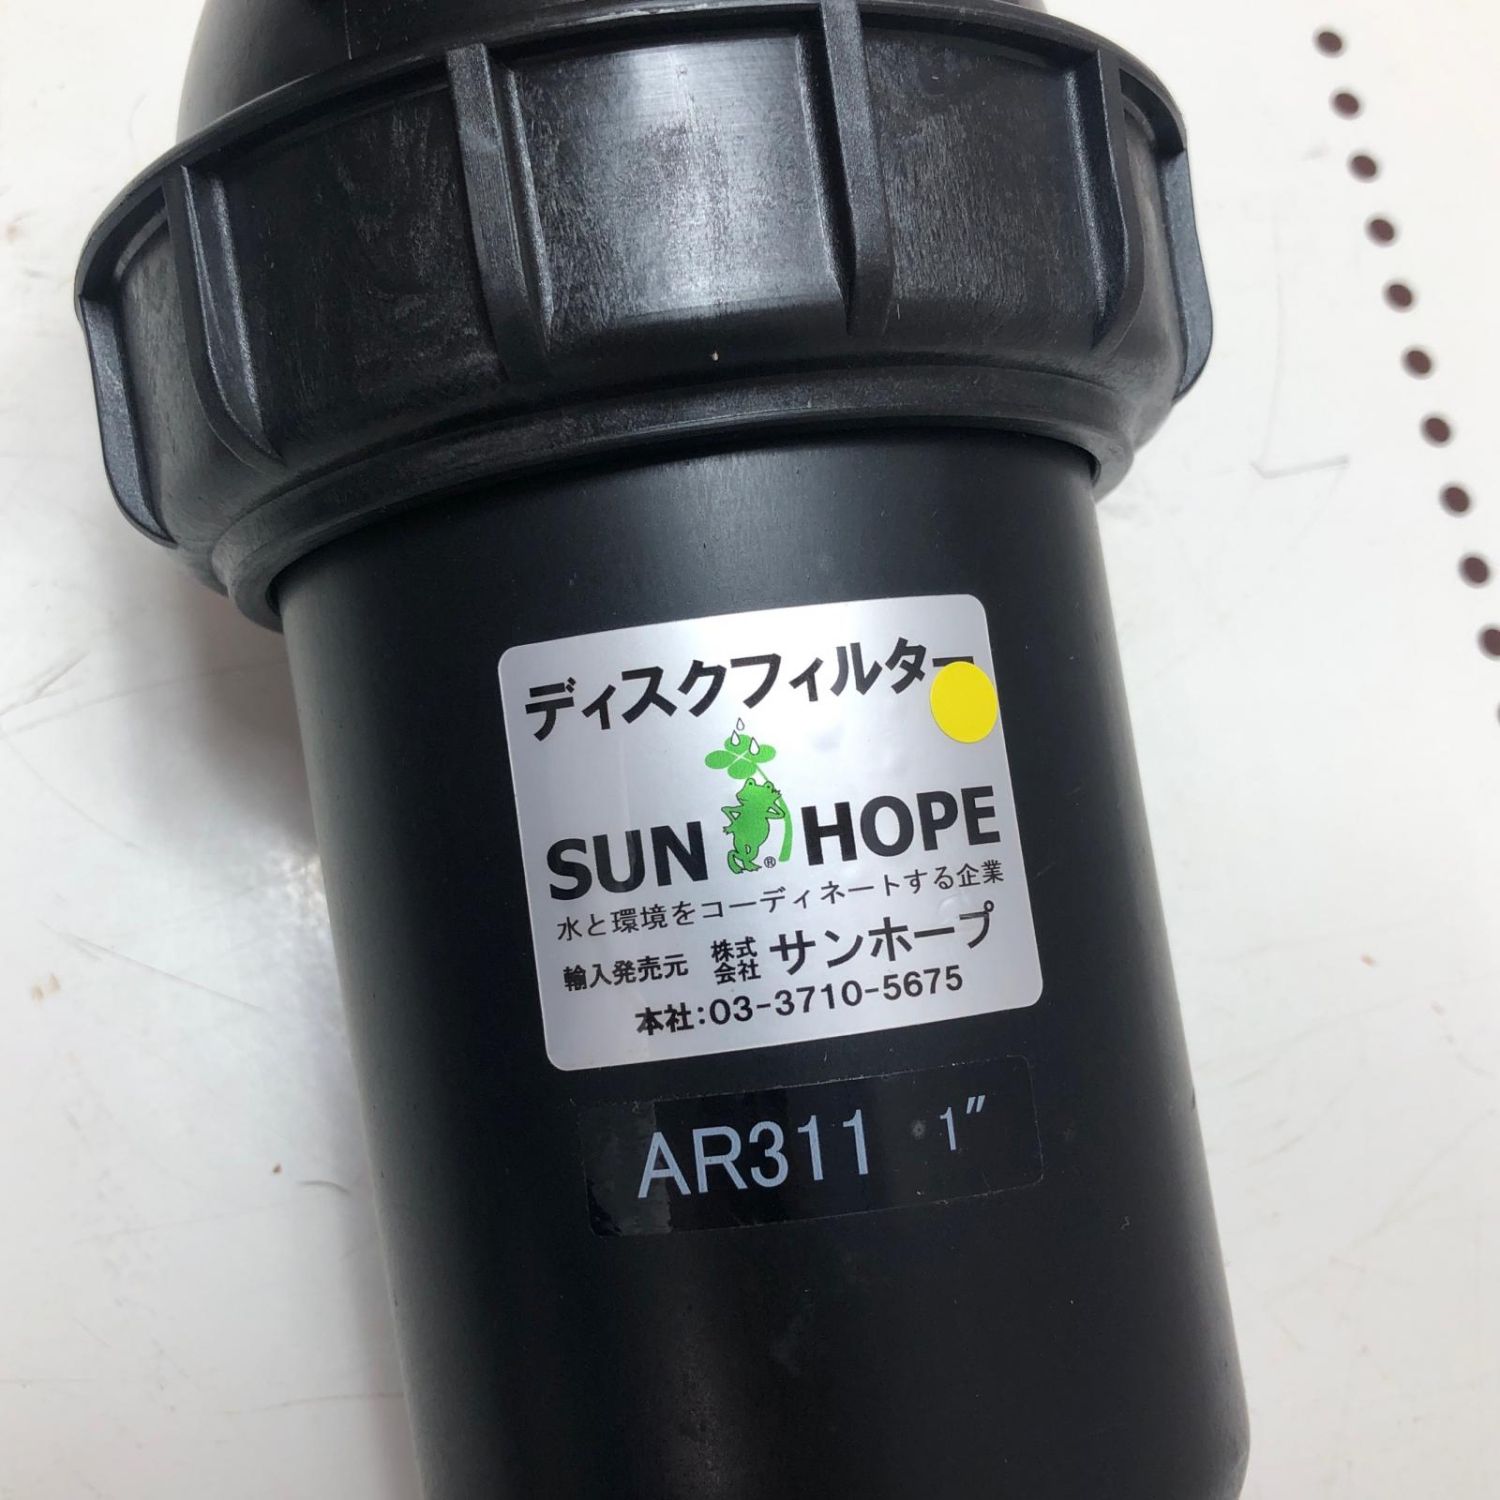 ディスクフィルター
SUN HOPE
®
水と環境をコーディネートする企業
輸入発売元 株式会社 サンホープ
本社:03-3710-5675
AR311 1"